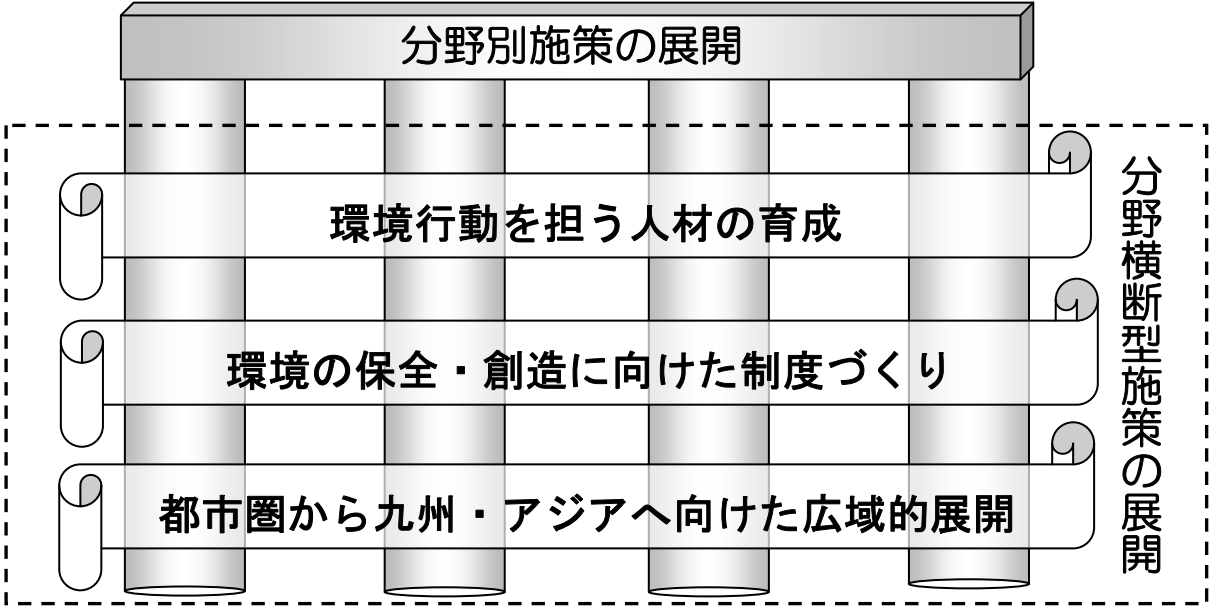 分野別施策の展開
環境行動を担う人材の育成
環境の保全・創造に向けた制度づくり
都市圏から九州・アジアへ向けた広域的展開
分野横断型施策の展開